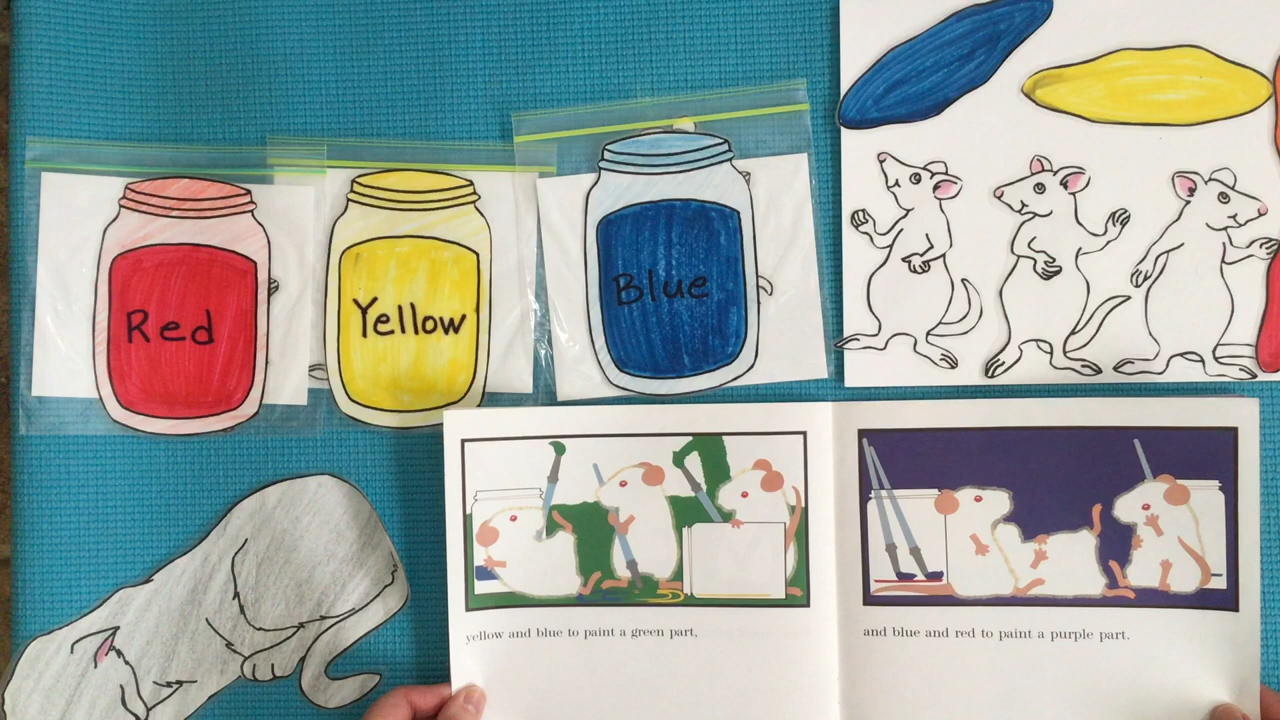 Red
Yellow
Blue
yellow and blue to paint a green part,
and blue and red to paint a purple part.